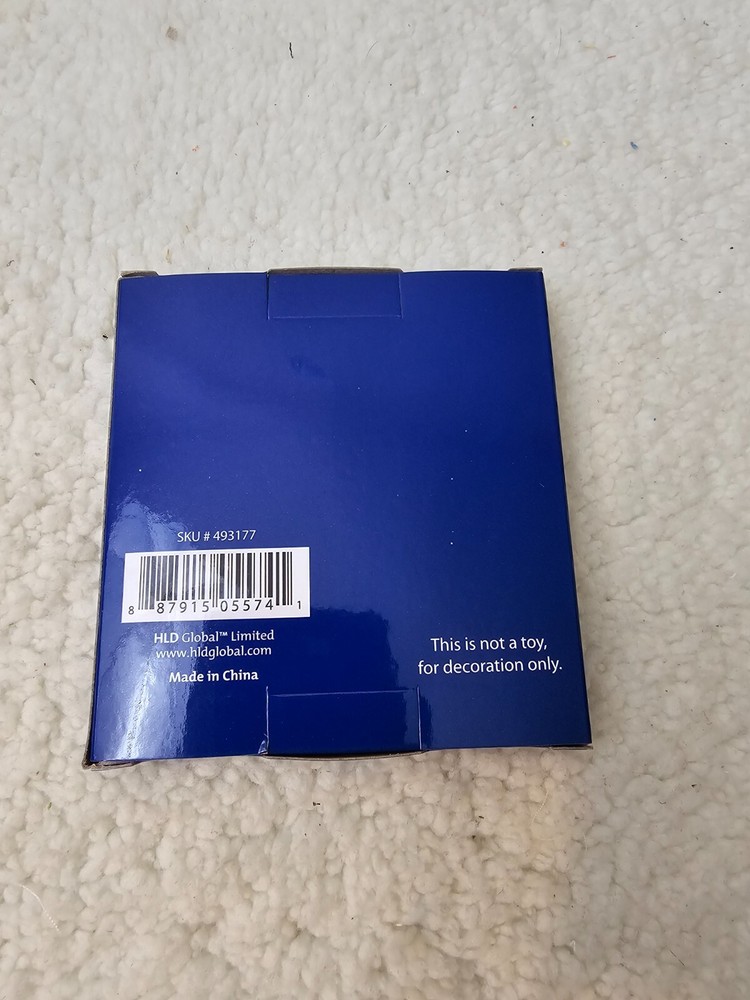 SKU # 493177
8 87915 05574 1
HLD Global™ Limited
www.hldglobal.com
Made in China
This is not a toy,
for decoration only.